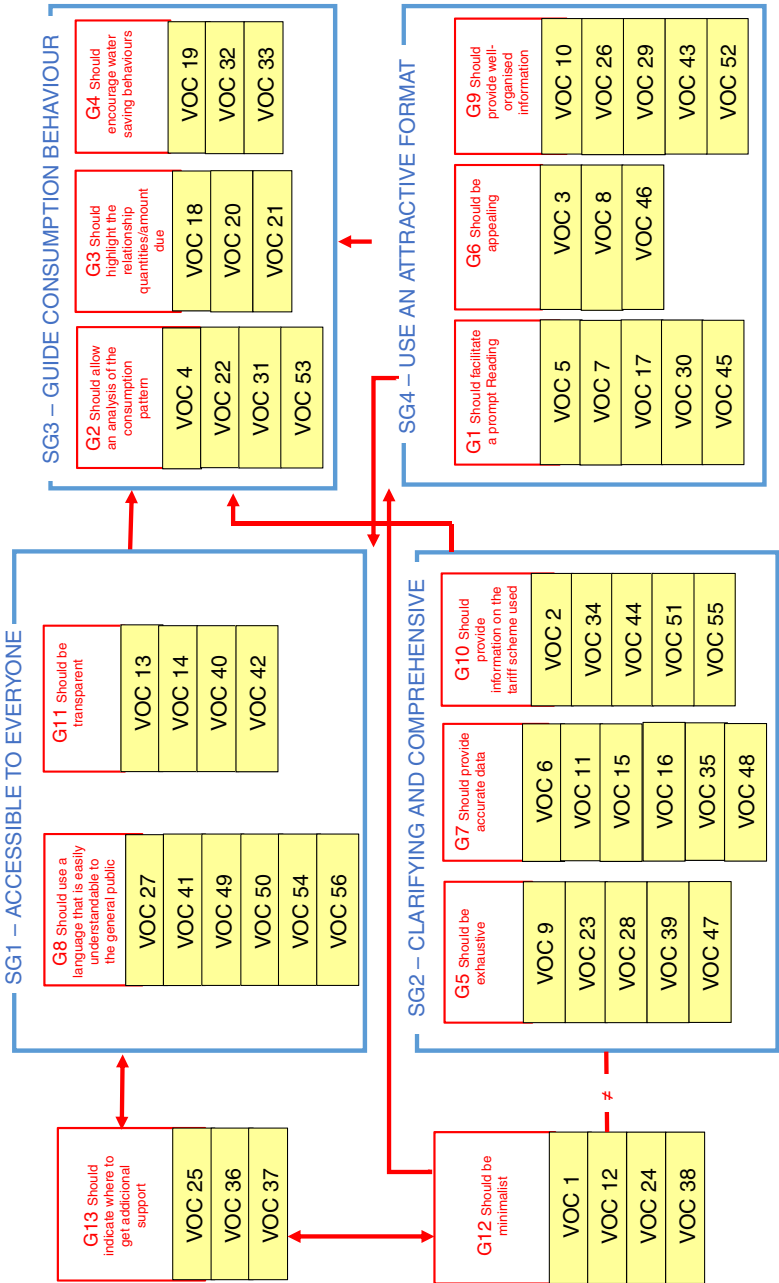 G13 Should
indicate where to
get addicional
support
VOC 25
VOC 36
VOC 37
SG1 – ACCESSIBLE TO EVERYONE
G8 Should use a
language that is easily
understandable to
the general public
VOC 27
VOC 41
VOC 49
VOC 50
VOC 54
VOC 56
G11 Should be
transparent
VOC 13
VOC 14
VOC 40
VOC 42
SG3 – GUIDE CONSUMPTION BEHAVIOUR
G2 Should allow
an analysis of the
consumption
pattern
VOC 4
VOC 22
VOC 31
VOC 53
G3 Should
highlight the
relationship
quantities/amount
due
VOC 18
VOC 20
VOC 21
G4 Should
encourage water
saving behaviours
VOC 19
VOC 32
VOC 33
G12 Should be
minimalist
VOC 1
VOC 12
VOC 24
VOC 38
≠
SG2 – CLARIFYING AND COMPREHENSIVE
G5 Should be
exhaustive
VOC 9
VOC 23
VOC 28
VOC 39
VOC 47
G7 Should provide
accurate data
VOC 6
VOC 11
VOC 15
VOC 16
VOC 35
VOC 48
G10 Should
provide
information on the
tariff scheme used
VOC 2
VOC 34
VOC 44
VOC 51
VOC 55
SG4 – USE AN ATTRACTIVE FORMAT
G1 Should facilitate
a prompt Reading
VOC 5
VOC 7
VOC 17
VOC 30
VOC 45
G6 Should be
appealing
VOC 3
VOC 8
VOC 46
G9 Should
provide well-
organised
information
VOC 10
VOC 26
VOC 29
VOC 43
VOC 52